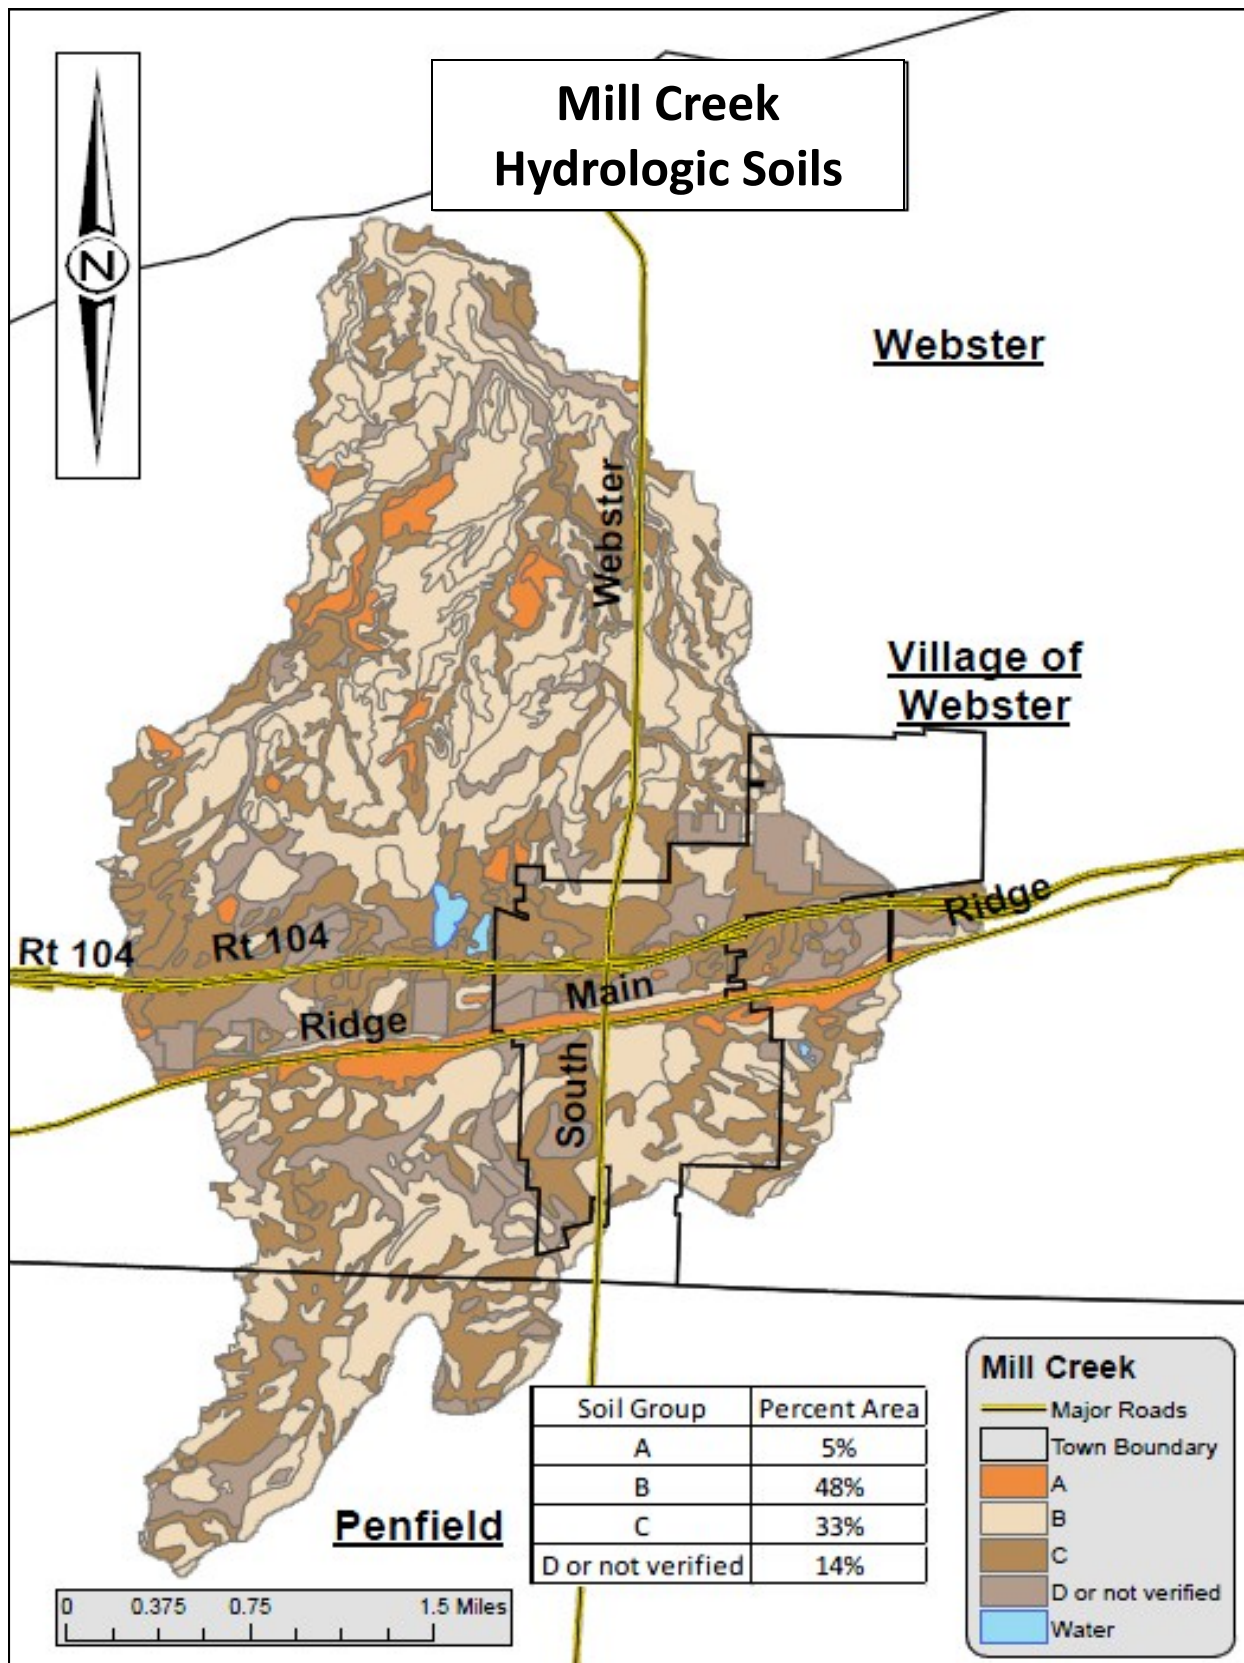 Mill Creek
Hydrologic Soils
N
Webster
Webster
Village of
Webster
Ridge
Rt 104
Rt 104
Main
Ridge
South
Mill Creek
Major Roads
Town Boundary
A
B
C
D or not verified
Water
Soil Group Percent Area
A 5%
B 48%
C 33%
D or not verified 14%
Penfield
0 0.375 0.75 1.5 Miles